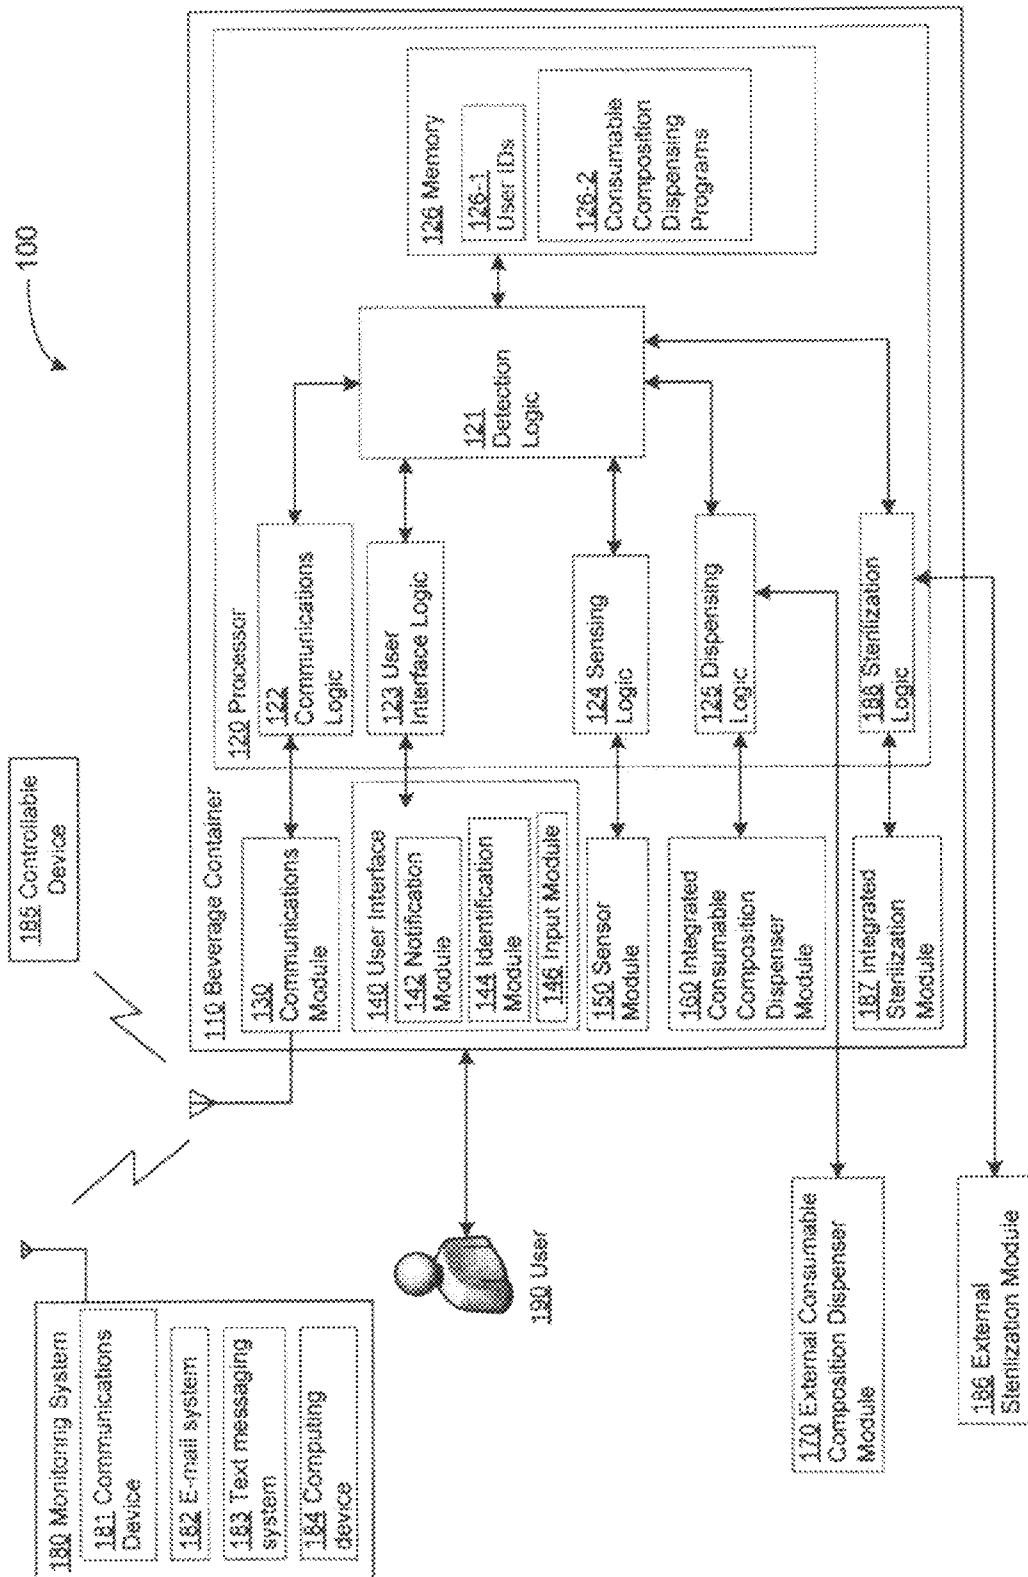 100
180 Monitoring System
181 Communications
Device
182 E-mail system
183 Text messaging
system
184 Computing
device
185 Controllable
Device
190 User
110 Beverage Container
130
Communications
Module
140 User Interface
142 Notification
Module
144 Identification
Module
146 Input Module
150 Sensor
Module
160 Integrated
Consumable
Composition
Dispenser
Module
187 Integrated
Sterilization
Module
120 Processor
122
Communications
Logic
123 User
Interface Logic
124 Sensing
Logic
125 Dispensing
Logic
188 Sterilization
Logic
121
Detection
Logic
126 Memory
126-1
User IDs
126-2
Consumable
Composition
Dispensing
Programs
170 External Consumable
Composition Dispenser
Module
186 External
Sterilization Module